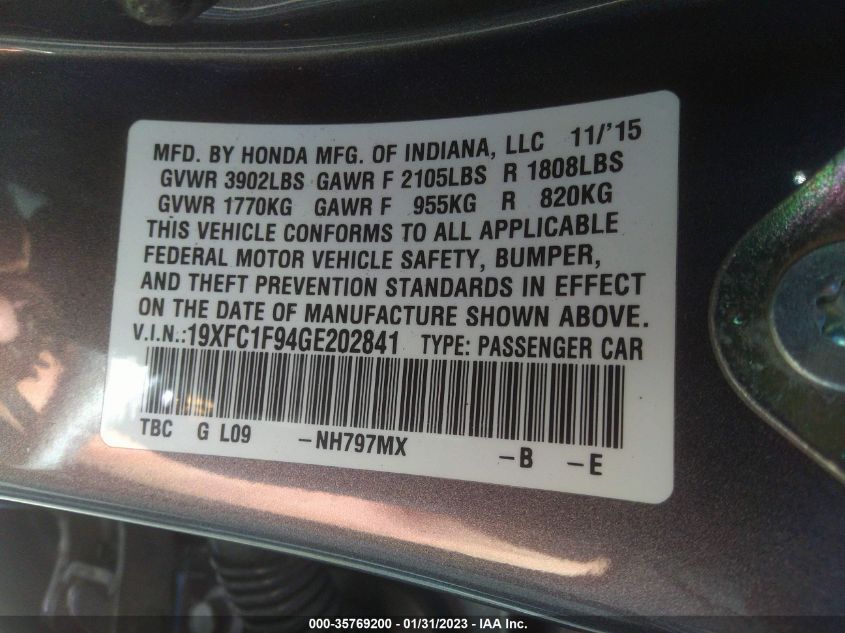 MFD. BY HONDA MFG. OF INDIANA, LLC 11/'15
GVWR 3902LBS GAWR F 2105LBS R 1808LBS
GVWR 1770KG GAWR F 955KG R 820KG
THIS VEHICLE CONFORMS TO ALL APPLICABLE
FEDERAL MOTOR VEHICLE SAFETY, BUMPER,
AND THEFT PREVENTION STANDARDS IN EFFECT
ON THE DATE OF MANUFACTURE SHOWN ABOVE.
V.I.N.:19XFC1F94GE202841 TYPE: PASSENGER CAR
TBC G L09 -NH797MX -B -E
000-35769200 - 01/31/2023 - IAA Inc.